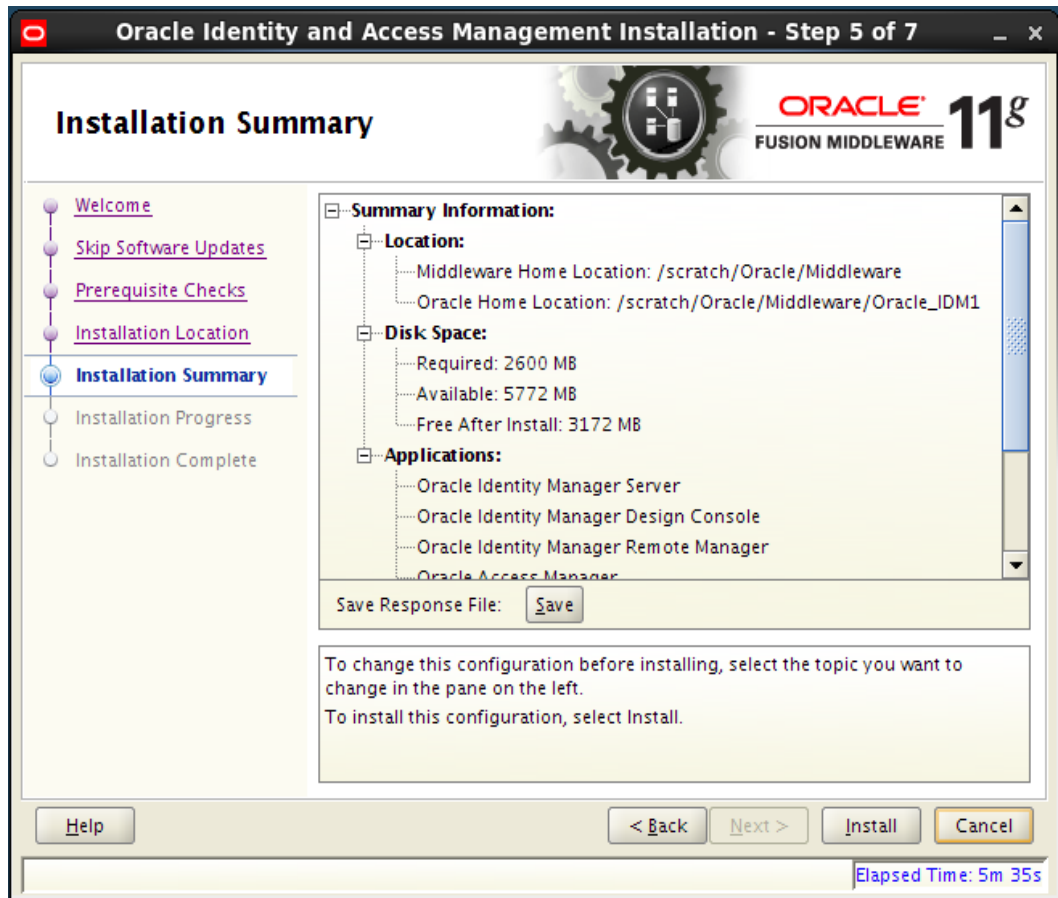 Oracle Identity and Access Management Installation - Step 5 of 7
Installation Summary
ORACLE
FUSION MIDDLEWARE
11g
Welcome
Skip Software Updates
Prerequisite Checks
Installation Location
Installation Summary
Installation Progress
Installation Complete
Summary Information:
Location:
Middleware Home Location: /scratch/Oracle/Middleware
Oracle Home Location: /scratch/Oracle/Middleware/Oracle_IDM1
Disk Space:
Required: 2600 MB
Available: 5772 MB
Free After Install: 3172 MB
Applications:
Oracle Identity Manager Server
Oracle Identity Manager Design Console
Oracle Identity Manager Remote Manager
Oracle Access Manager
Save Response File: Save
To change this configuration before installing, select the topic you want to
change in the pane on the left.
To install this configuration, select Install.
Help < Back Next > Install Cancel
Elapsed Time: 5m 35s